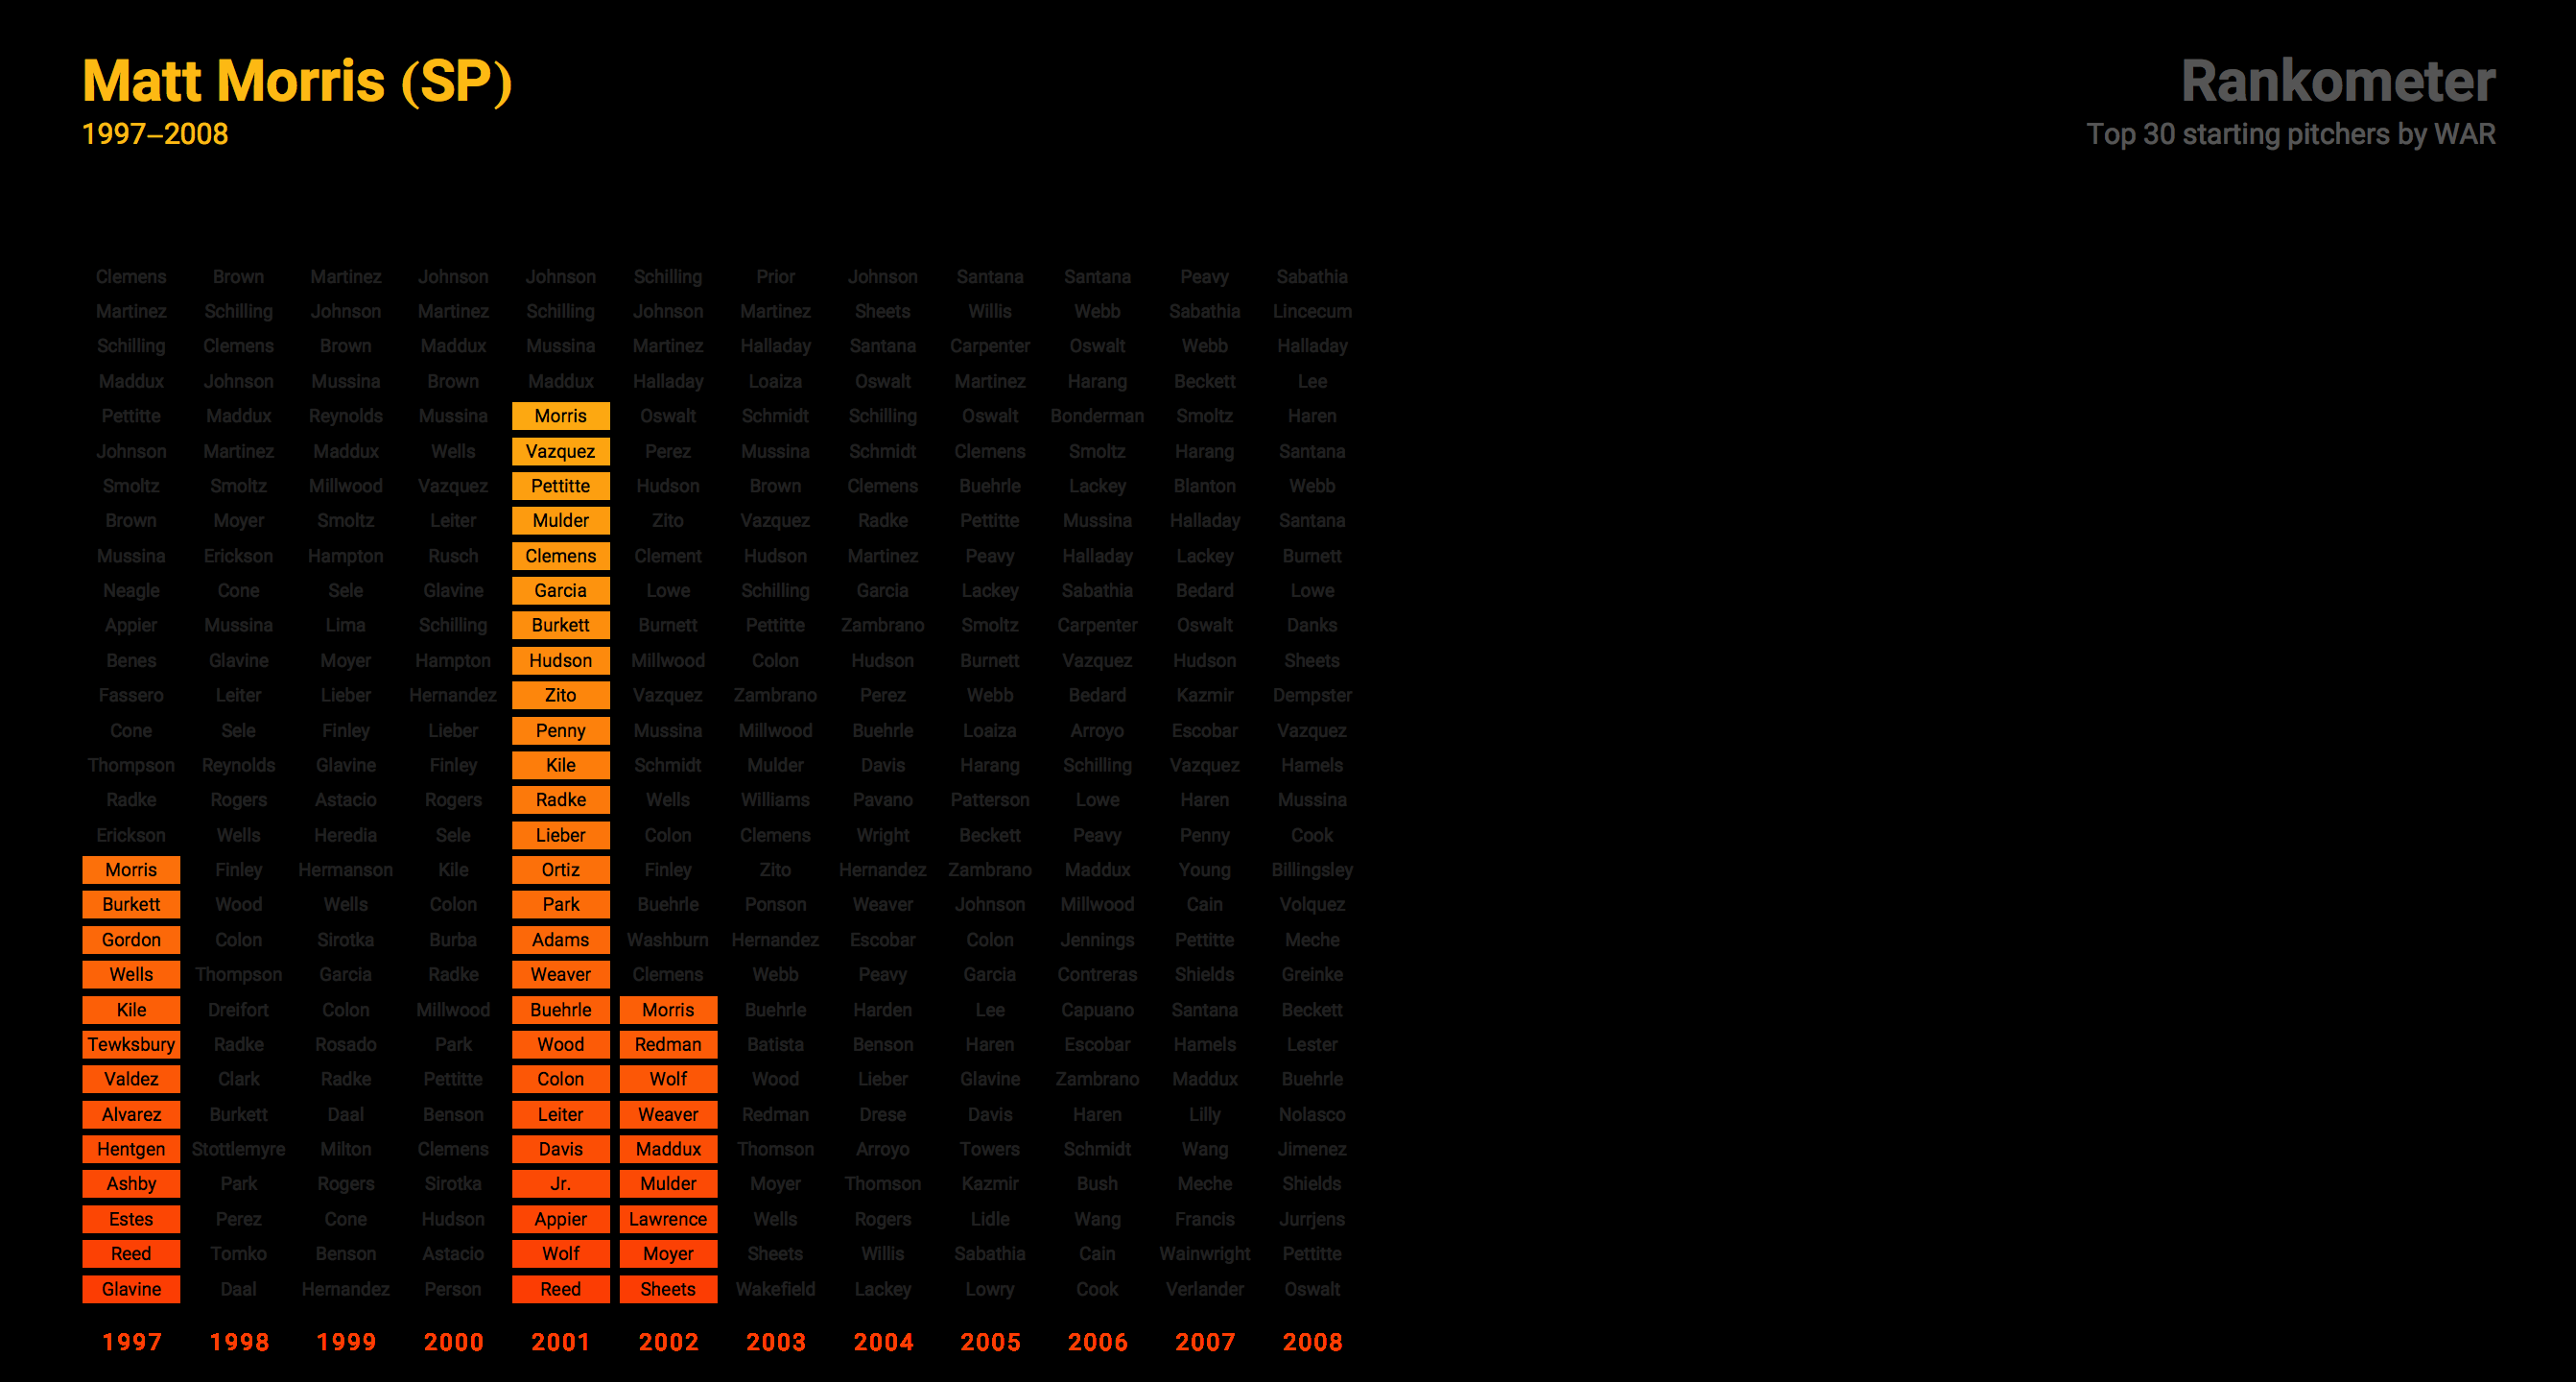 Matt Morris (SP)
1997–2008
Rankometer
Top 30 starting pitchers by WAR
Clemens Brown Martinez Johnson Johnson Schilling Prior Johnson Santana Santana Peavy Sabathia
Martinez Schilling Johnson Martinez Schilling Johnson Martinez Sheets Willis Webb Sabathia Lincecum
Schilling Clemens Brown Maddux Mussina Martinez Halladay Santana Carpenter Oswalt Webb Halladay
Maddux Johnson Mussina Brown Maddux Halladay Loaiza Oswalt Martinez Harang Beckett Lee
Pettitte Maddux Reynolds Mussina Morris Oswalt Schmidt Schilling Oswalt Bonderman Smoltz Haren
Johnson Martinez Maddux Wells Vazquez Perez Mussina Schmidt Clemens Smoltz Harang Santana
Smoltz Smoltz Millwood Vazquez Pettitte Hudson Brown Clemens Buehrle Lackey Blanton Webb
Brown Moyer Smoltz Leiter Mulder Zito Vazquez Radke Pettitte Mussina Halladay Santana
Mussina Erickson Hampton Rusch Clemens Clement Hudson Martinez Peavy Halladay Lackey Burnett
Neagle Cone Sele Glavine Garcia Lowe Schilling Garcia Lackey Sabathia Bedard Lowe
Appier Mussina Lima Schilling Burkett Burnett Pettitte Zambrano Smoltz Carpenter Oswalt Danks
Benes Glavine Moyer Hampton Hudson Millwood Colon Hudson Burnett Vazquez Hudson Sheets
Fassero Leiter Lieber Hernandez Zito Vazquez Zambrano Perez Webb Bedard Kazmir Dempster
Cone Sele Finley Lieber Penny Mussina Millwood Buehrle Loaiza Arroyo Escobar Vazquez
Thompson Reynolds Glavine Finley Kile Schmidt Mulder Davis Harang Schilling Vazquez Hamels
Radke Rogers Astacio Rogers Radke Wells Williams Pavano Patterson Lowe Haren Mussina
Erickson Wells Heredia Sele Lieber Colon Clemens Wright Beckett Peavy Penny Cook
Morris Finley Hermanson Kile Ortiz Finley Zito Hernandez Zambrano Maddux Young Billingsley
Burkett Wood Wells Colon Park Buehrle Ponson Weaver Johnson Millwood Cain Volquez
Gordon Colon Sirotka Burba Adams Washburn Hernandez Escobar Colon Jennings Pettitte Meche
Wells Thompson Garcia Radke Weaver Clemens Webb Peavy Garcia Contreras Shields Greinke
Kile Dreifort Colon Millwood Buehrle Morris Buehrle Harden Lee Capuano Santana Beckett
Tewksbury Radke Rosado Park Wood Redman Batista Benson Haren Escobar Hamels Lester
Valdez Clark Radke Pettitte Colon Wolf Wood Lieber Glavine Zambrano Maddux Buehrle
Alvarez Burkett Daal Benson Leiter Weaver Redman Drese Davis Haren Lilly Nolasco
Hentgen Stottlemyre Milton Clemens Davis Maddux Thomson Arroyo Towers Schmidt Wang Jimenez
Ashby Park Rogers Sirotka Jr. Mulder Moyer Thomson Kazmir Bush Meche Shields
Estes Perez Cone Hudson Appier Lawrence Wells Rogers Lidle Wang Francis Jurrjens
Reed Tomko Benson Astacio Wolf Moyer Sheets Willis Sabathia Cain Wainwright Pettitte
Glavine Daal Hernandez Person Reed Sheets Wakefield Lackey Lowry Cook Verlander Oswalt
1997 1998 1999 2000 2001 2002 2003 2004 2005 2006 2007 2008